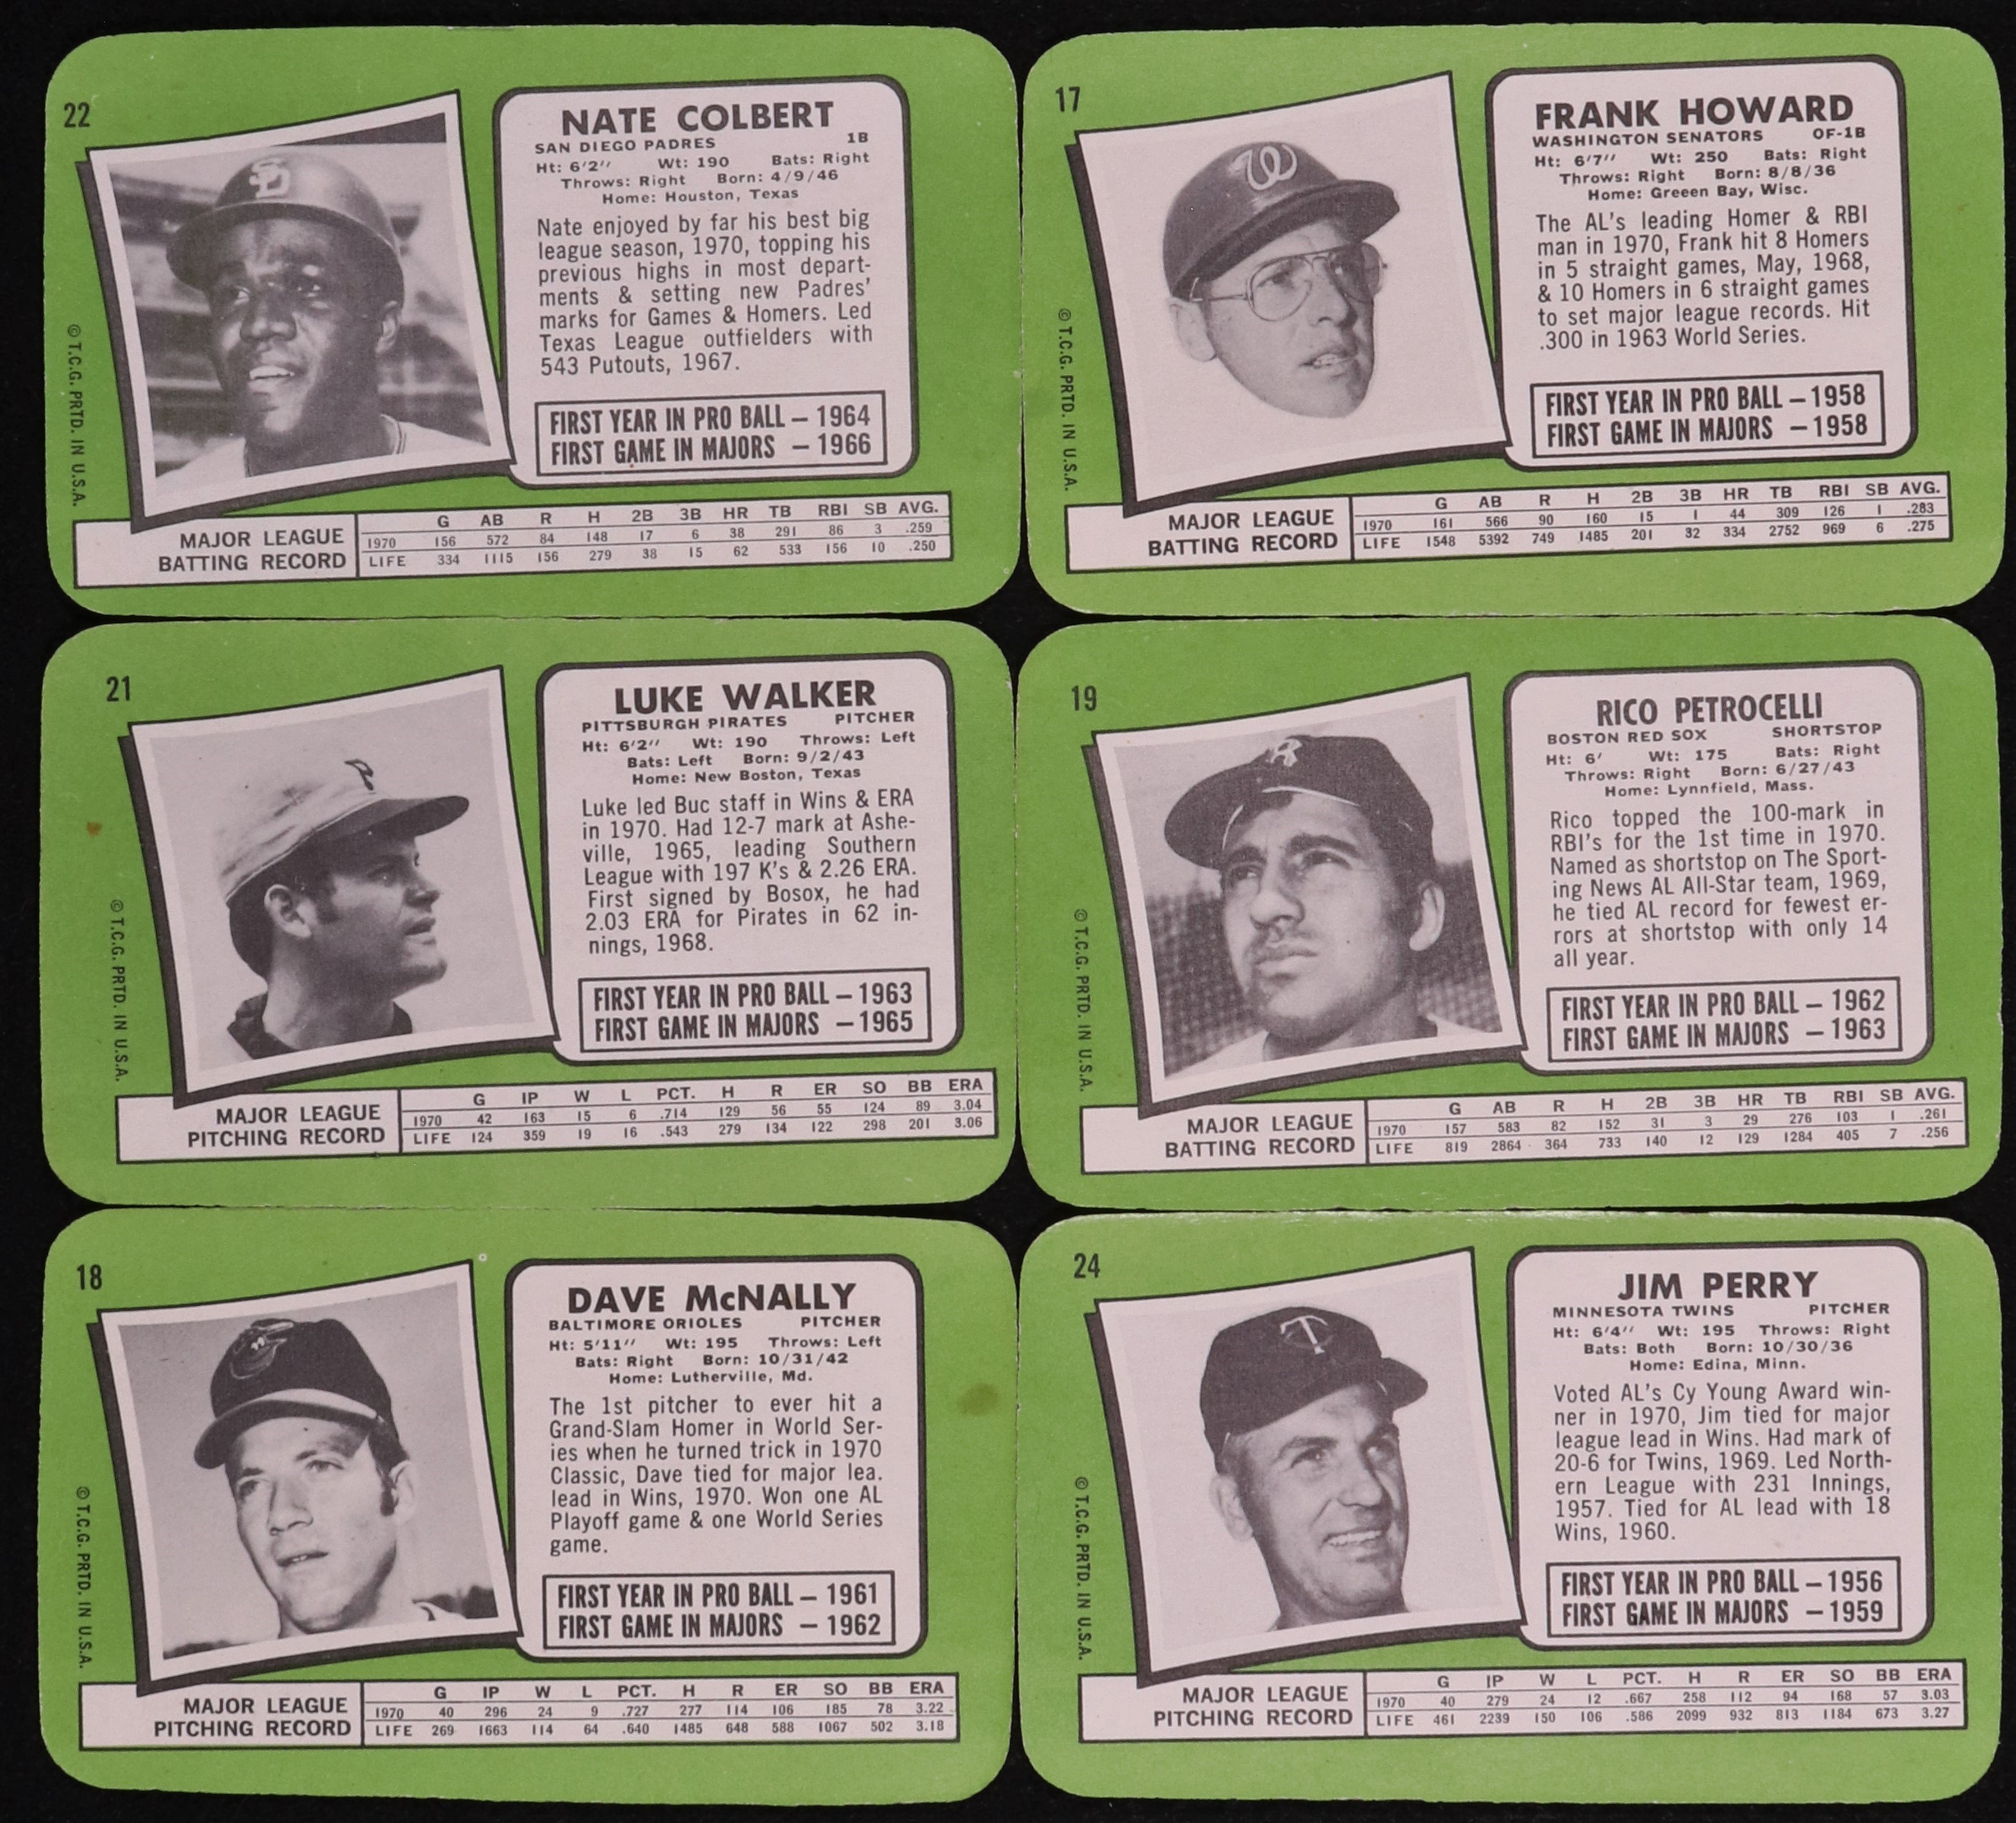 22
NATE COLBERT
SAN DIEGO PADRES 1B
Ht: 6'2" Wt: 190 Bats: Right
Throws: Right Born: 4/9/46
Home: Houston, Texas
Nate enjoyed by far his best big
league season, 1970, topping his
previous highs in most depart-
ments & setting new Padres'
marks for Games & Homers. Led
Texas League outfielders with
543 Putouts, 1967.
FIRST YEAR IN PRO BALL – 1964
FIRST GAME IN MAJORS – 1966
© T.C.G. PRTD. IN U.S.A.
MAJOR LEAGUE
BATTING RECORD
G AB R H 2B 3B HR TB RBI SB AVG.
1970 156 572 84 148 17 6 38 291 86 3 .259
LIFE 334 1115 156 279 38 15 62 533 156 10 .250
17
FRANK HOWARD
WASHINGTON SENATORS OF-1B
Ht: 6'7" Wt: 250 Bats: Right
Throws: Right Born: 8/8/36
Home: Greeen Bay, Wisc.
The AL's leading Homer & RBI
man in 1970, Frank hit 8 Homers
in 5 straight games, May, 1968,
& 10 Homers in 6 straight games
to set major league records. Hit
.300 in 1963 World Series.
FIRST YEAR IN PRO BALL – 1958
FIRST GAME IN MAJORS – 1958
© T.C.G. PRTD. IN U.S.A.
MAJOR LEAGUE
BATTING RECORD
G AB R H 2B 3B HR TB RBI SB AVG.
1970 161 566 90 160 15 1 44 309 126 1 .283
LIFE 1548 5392 749 1485 201 32 334 2752 969 6 .275
21
LUKE WALKER
PITTSBURGH PIRATES PITCHER
Ht: 6'2" Wt: 190 Throws: Left
Bats: Left Born: 9/2/43
Home: New Boston, Texas
Luke led Buc staff in Wins & ERA
in 1970. Had 12-7 mark at Ashe-
ville, 1965, leading Southern
League with 197 K's & 2.26 ERA.
First signed by Bosox, he had
2.03 ERA for Pirates in 62 in-
nings, 1968.
FIRST YEAR IN PRO BALL – 1963
FIRST GAME IN MAJORS – 1965
© T.C.G. PRTD. IN U.S.A.
MAJOR LEAGUE
PITCHING RECORD
G IP W L PCT. H R ER SO BB ERA
1970 42 163 15 6 .714 129 56 55 124 89 3.04
LIFE 124 359 19 16 .543 279 134 122 298 201 3.06
19
RICO PETROCELLI
BOSTON RED SOX SHORTSTOP
Ht: 6' Wt: 175 Bats: Right
Throws: Right Born: 6/27/43
Home: Lynnfield, Mass.
Rico topped the 100-mark in
RBI's for the 1st time in 1970.
Named as shortstop on The Sport-
ing News AL All-Star team, 1969,
he tied AL record for fewest er-
rors at shortstop with only 14
all year.
FIRST YEAR IN PRO BALL – 1962
FIRST GAME IN MAJORS – 1963
© T.C.G. PRTD. IN U.S.A.
MAJOR LEAGUE
BATTING RECORD
G AB R H 2B 3B HR TB RBI SB AVG.
1970 157 583 82 152 31 3 29 276 103 1 .261
LIFE 819 2864 364 733 140 12 129 1284 405 7 .256
18
DAVE McNALLY
BALTIMORE ORIOLES PITCHER
Ht: 5'11" Wt: 195 Throws: Left
Bats: Right Born: 10/31/42
Home: Lutherville, Md.
The 1st pitcher to ever hit a
Grand-Slam Homer in World Ser-
ies when he turned trick in 1970
Classic, Dave tied for major lea.
lead in Wins, 1970. Won one AL
Playoff game & one World Series
game.
FIRST YEAR IN PRO BALL – 1961
FIRST GAME IN MAJORS – 1962
© T.C.G. PRTD. IN U.S.A.
MAJOR LEAGUE
PITCHING RECORD
G IP W L PCT. H R ER SO BB ERA
1970 40 296 24 9 .727 277 114 106 185 78 3.22
LIFE 269 1663 114 64 .640 1485 648 588 1067 502 3.18
24
JIM PERRY
MINNESOTA TWINS PITCHER
Ht: 6'4" Wt: 195 Throws: Right
Bats: Both Born: 10/30/36
Home: Edina, Minn.
Voted AL's Cy Young Award win-
ner in 1970, Jim tied for major
league lead in Wins. Had mark of
20-6 for Twins, 1969. Led North-
ern League with 231 Innings,
1957. Tied for AL lead with 18
Wins, 1960.
FIRST YEAR IN PRO BALL – 1956
FIRST GAME IN MAJORS – 1959
© T.C.G. PRTD. IN U.S.A.
MAJOR LEAGUE
PITCHING RECORD
G IP W L PCT. H R ER SO BB ERA
1970 40 279 24 12 .667 258 112 94 168 57 3.03
LIFE 461 2239 150 106 .586 2099 932 813 1184 673 3.27